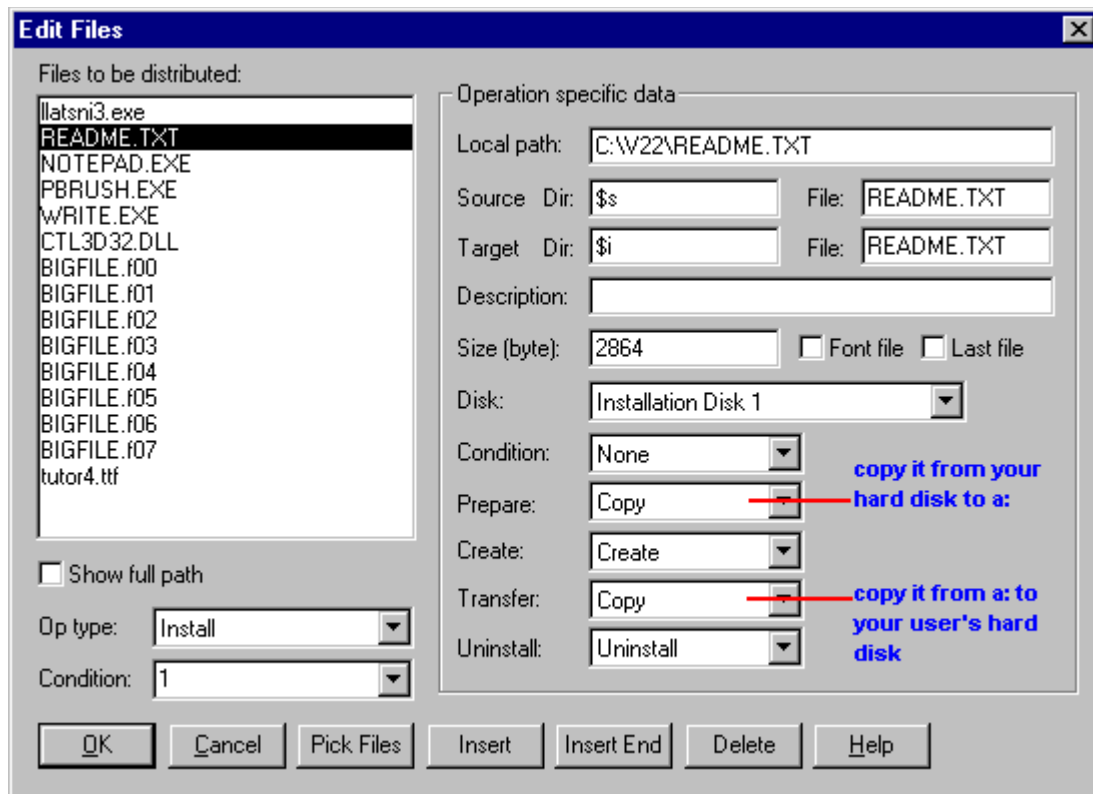 Edit Files
Files to be distributed:
llatsni3.exe
README.TXT
NOTEPAD.EXE
PBRUSH.EXE
WRITE.EXE
CTL3D32.DLL
BIGFILE.f00
BIGFILE.f01
BIGFILE.f02
BIGFILE.f03
BIGFILE.f04
BIGFILE.f05
BIGFILE.f06
BIGFILE.f07
tutor4.ttf
Show full path
Op type: Install
Condition: 1
Operation specific data
Local path: C:\V22\README.TXT
Source Dir: $s File: README.TXT
Target Dir: $i File: README.TXT
Description:
Size (byte): 2864 Font file Last file
Disk: Installation Disk 1
Condition: None
Prepare: Copy
copy it from your
hard disk to a:
Create: Create
Transfer: Copy
copy it from a: to
your user's hard
disk
Uninstall: Uninstall
OK Cancel Pick Files Insert Insert End Delete Help